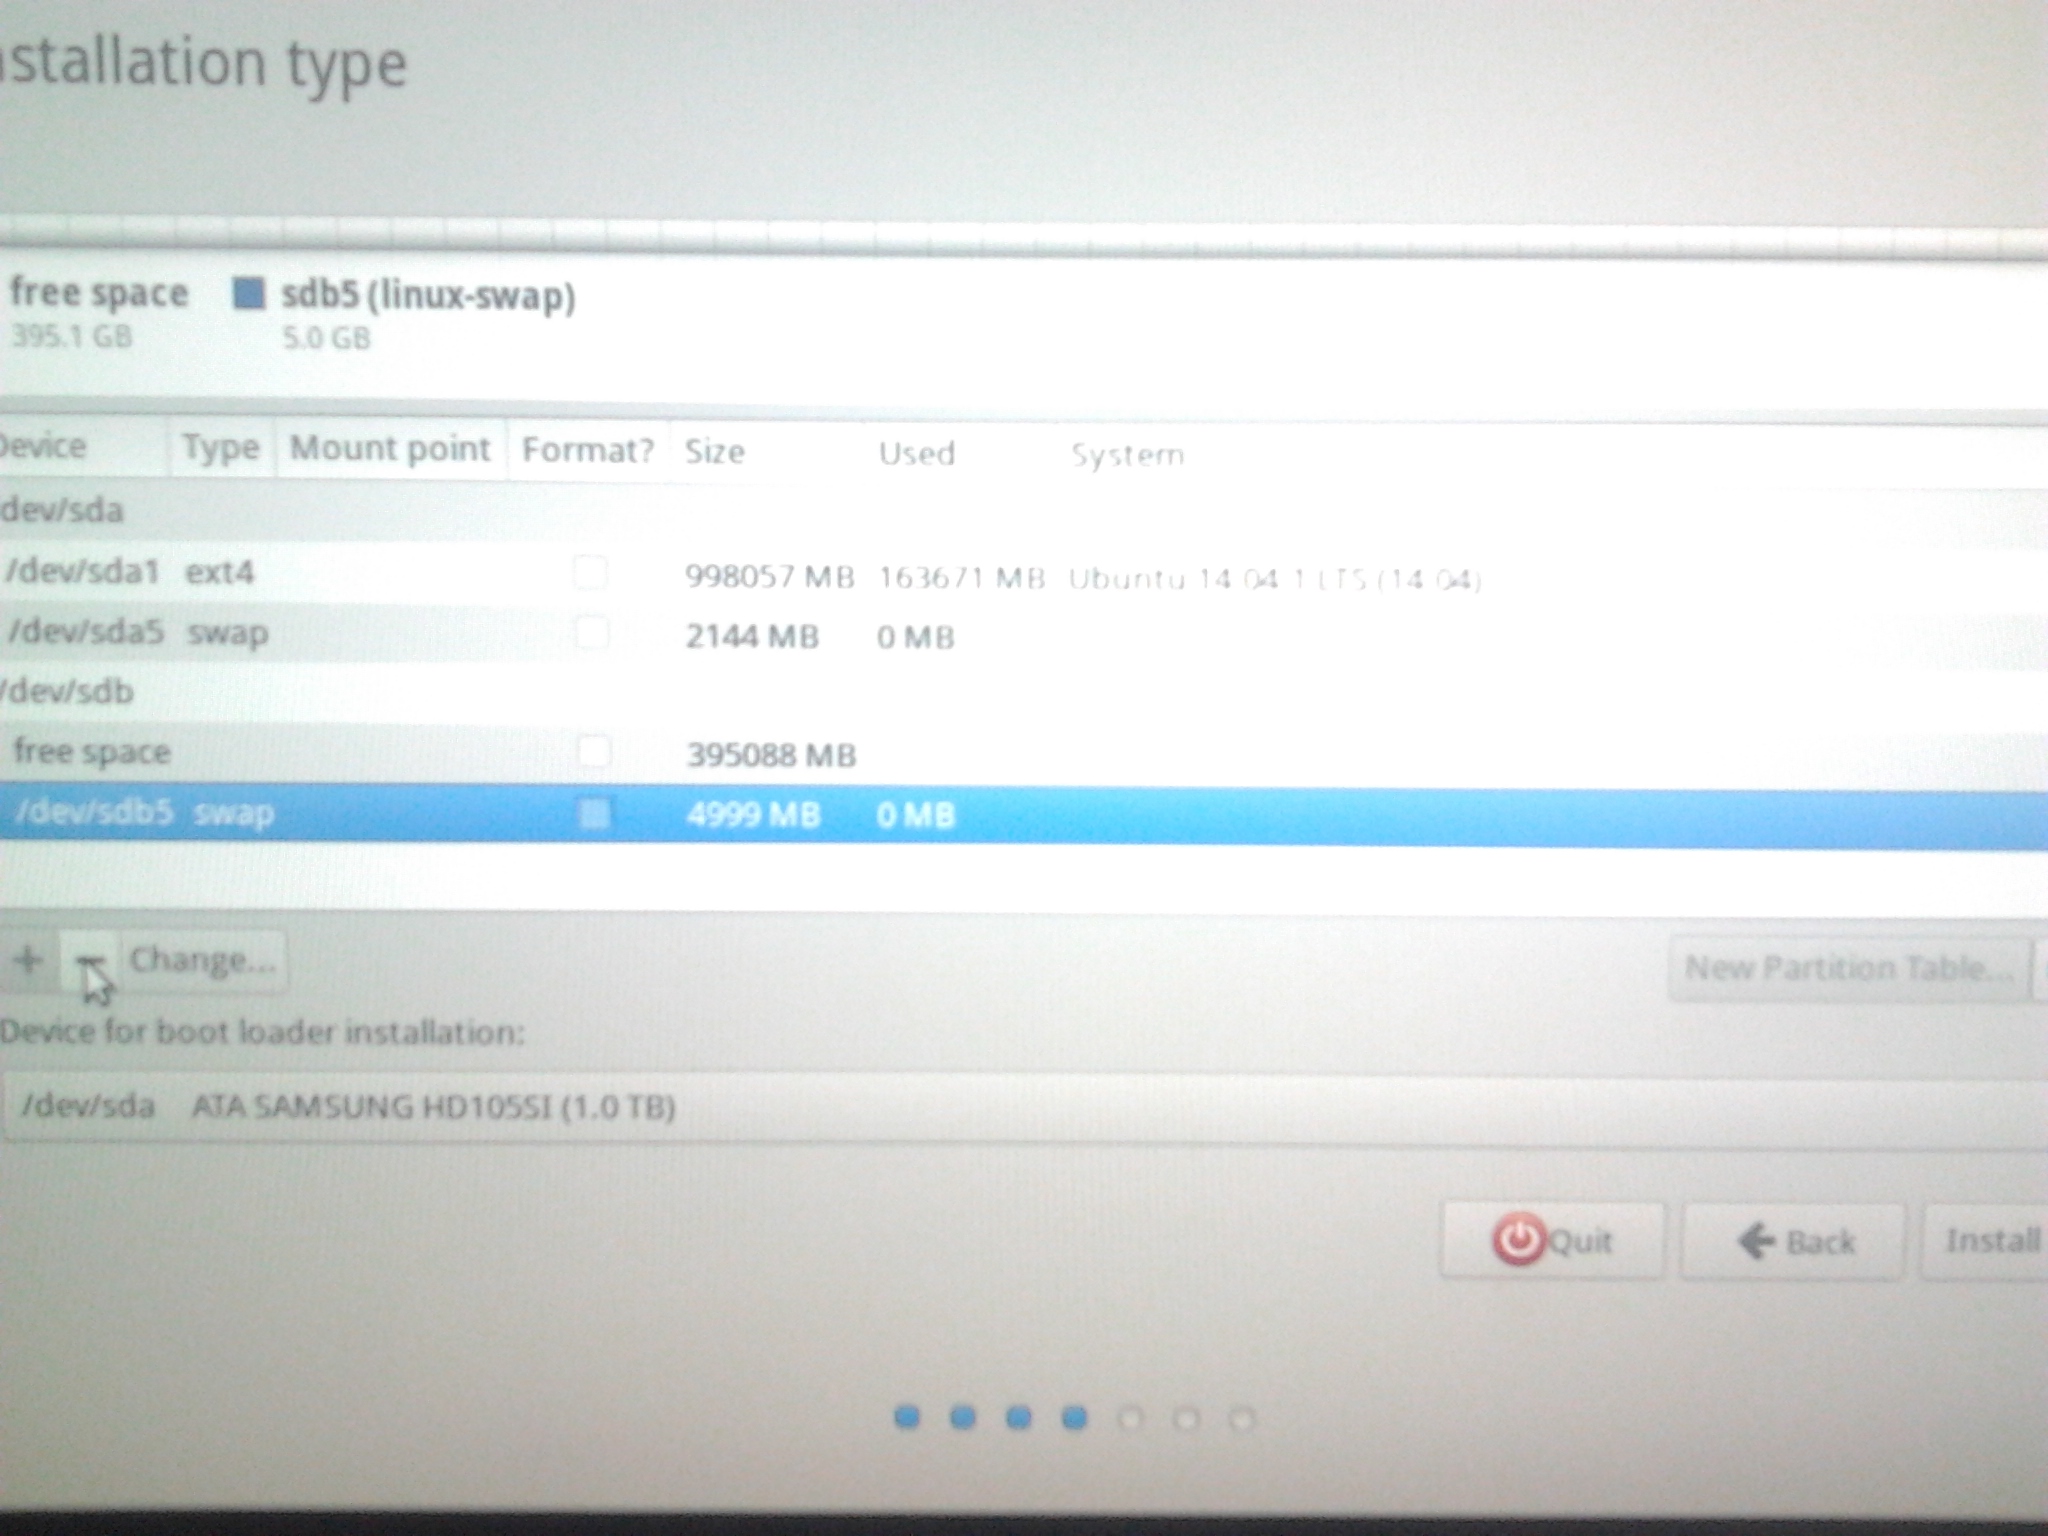 nstallation type
free space sdb5 (linux-swap)
395.1 GB 5.0 GB
Device Type Mount point Format? Size Used System
dev/sda
/dev/sda1 ext4 998057 MB 163671 MB Ubuntu 14.04.1 LTS (14.04)
/dev/sda5 swap 2144 MB 0 MB
/dev/sdb
free space 395088 MB
/dev/sdb5 swap 4999 MB 0 MB
+ - Change... New Partition Table...
Device for boot loader installation:
/dev/sda ATA SAMSUNG HD105SI (1.0 TB)
Quit Back Install